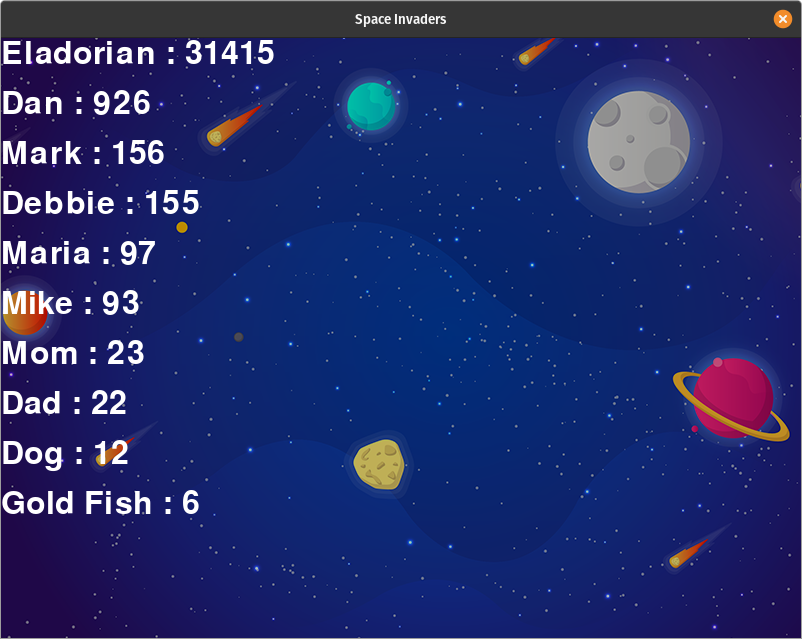 Space Invaders
Eladorian : 31415
Dan : 926
Mark : 156
Debbie : 155
Maria : 97
Mike : 93
Mom : 23
Dad : 22
Dog : 12
Gold Fish : 6